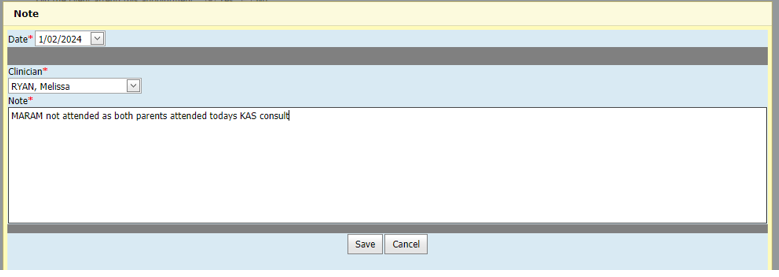 Note
Date* 1/02/2024
Clinician*
RYAN, Melissa
Note*
MARAM not attended as both parents attended todays KAS consult
Save Cancel